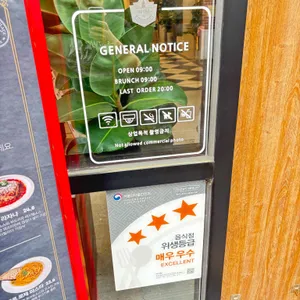 GENERAL NOTICE
OPEN 09:00
BRUNCH 09:00
LAST ORDER 20:00
상업목적 촬영금지
Not allowed commercial photo
음식점
위생등급
매우 우수
EXCELLENT